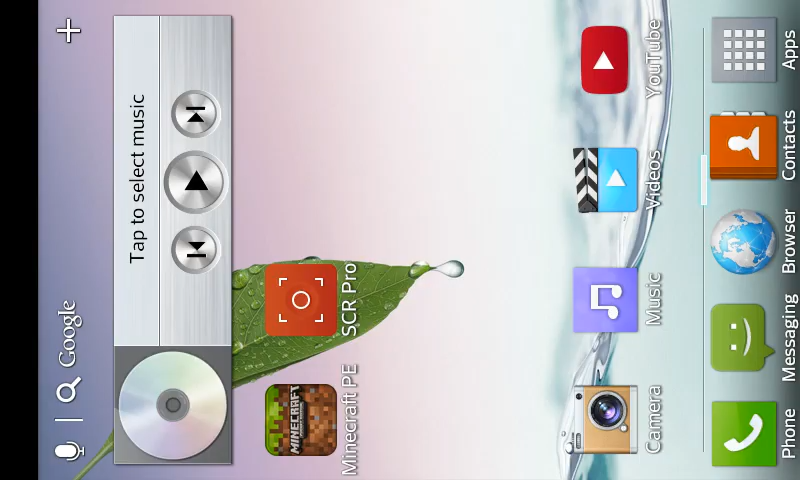 Google
Tap to select music
MINECRAFT
Minecraft PE
SCR Pro
Camera
Music
Videos
YouTube
Phone
Messaging
Browser
Contacts
Apps